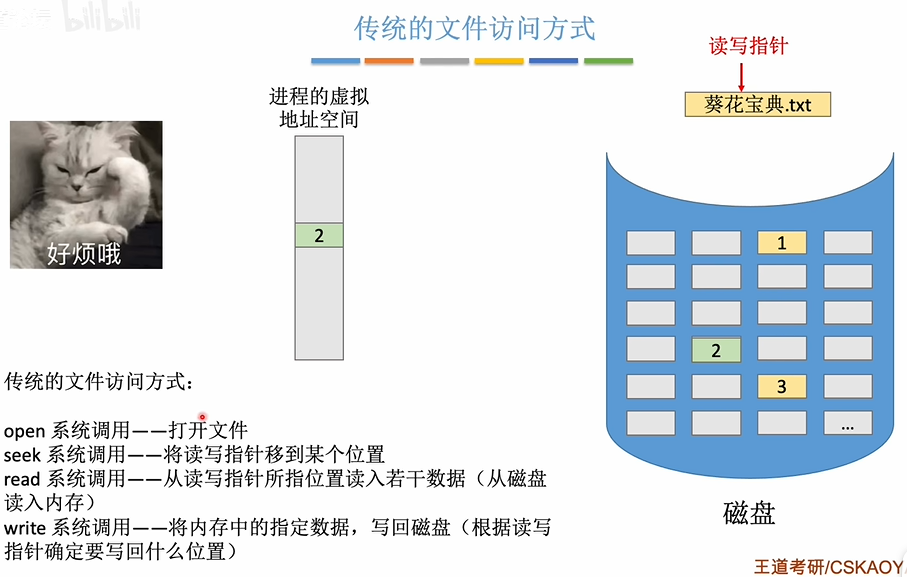 bilibili
传统的文件访问方式
读写指针
葵花宝典.txt
进程的虚拟
地址空间
2
好烦哦
1
2
3
...
磁盘
传统的文件访问方式：
open 系统调用——打开文件
seek 系统调用——将读写指针移到某个位置
read 系统调用——从读写指针所指位置读入若干数据（从磁盘
读入内存）
write 系统调用——将内存中的指定数据，写回磁盘（根据读写
指针确定要写回什么位置）
王道考研/CSKAOY